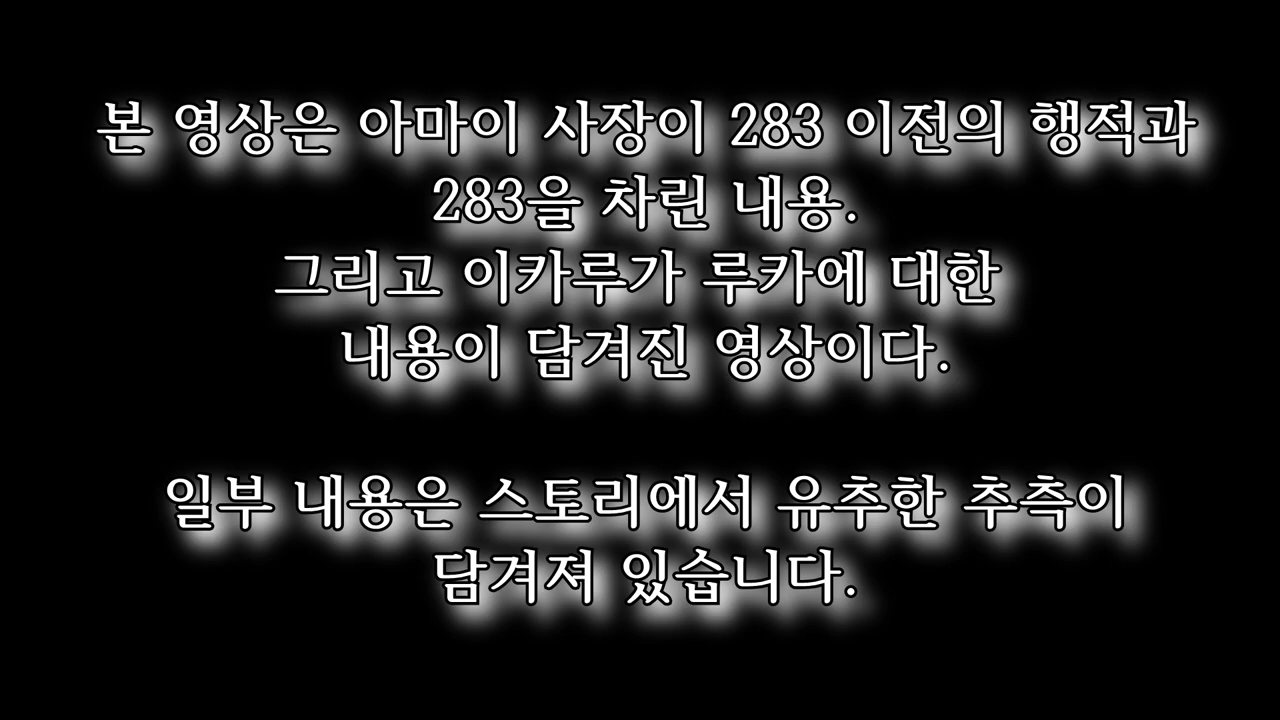 본 영상은 아마이 사장이 283 이전의 행적과
283을 차린 내용.
그리고 이카루가 루카에 대한
내용이 담겨진 영상이다.
일부 내용은 스토리에서 유추한 추측이
담겨져 있습니다.